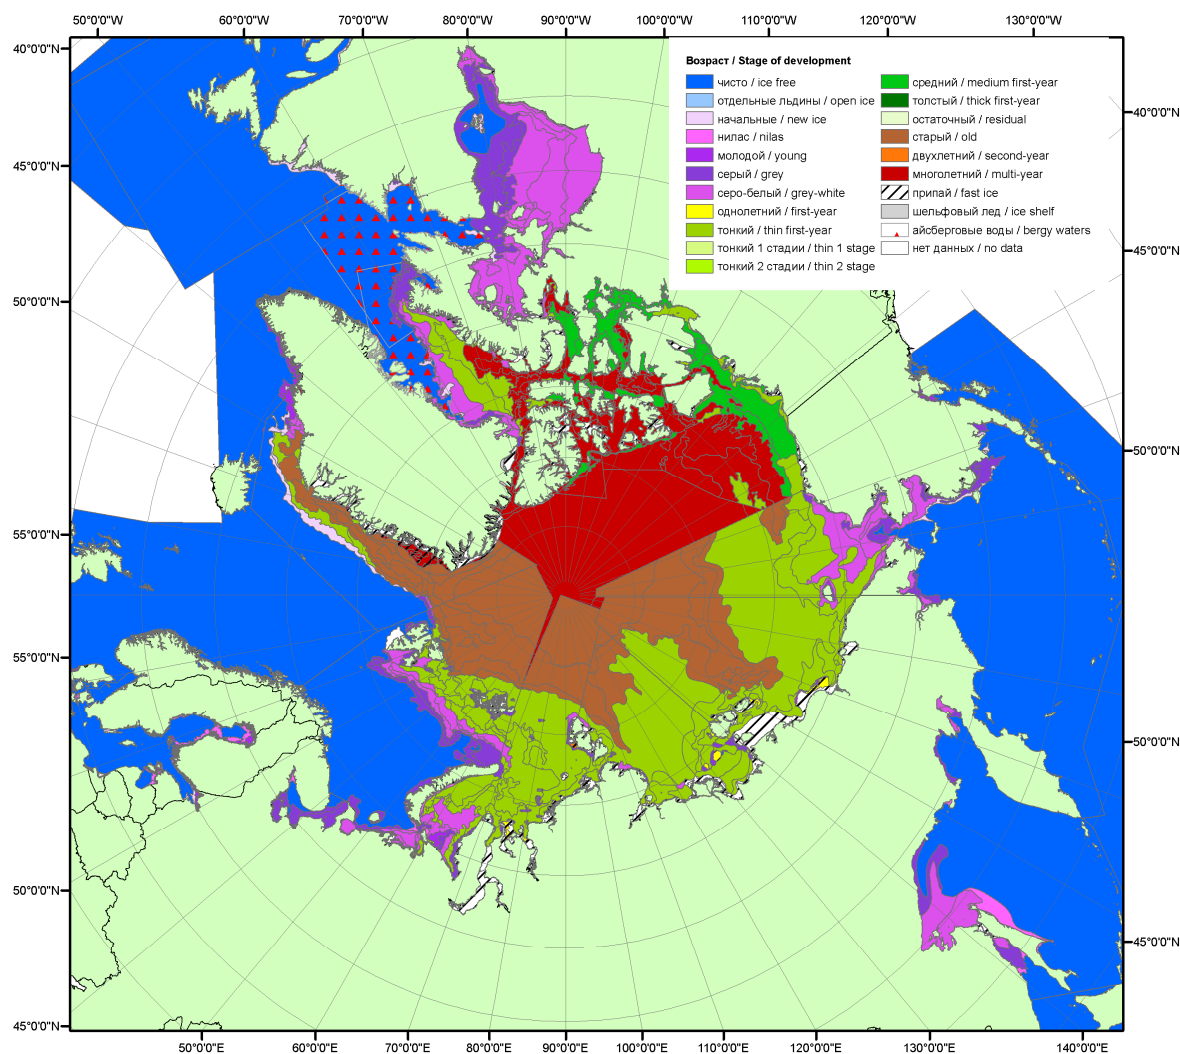 50°0'0"W 60°0'0"W 70°0'0"W 80°0'0"W 90°0'0"W 100°0'0"W 110°0'0"W 120°0'0"W 130°0'0"W
40°0'0"N
45°0'0"N
50°0'0"N
55°0'0"N
55°0'0"N
50°0'0"N
45°0'0"N
Возраст / Stage of development
чисто / ice free
отдельные льдины / open ice
начальные / new ice
нилас / nilas
молодой / young
серый / grey
серо-белый / grey-white
однолетний / first-year
тонкий / thin first-year
тонкий 1 стадии / thin 1 stage
тонкий 2 стадии / thin 2 stage
средний / medium first-year
толстый / thick first-year
остаточный / residual
старый / old
двухлетний / second-year
многолетний / multi-year
припай / fast ice
шельфовый лед / ice shelf
айсберговые воды / bergy waters
нет данных / no data
40°0'0"N
45°0'0"N
50°0'0"N
50°0'0"N
45°0'0"N
50°0'0"E 60°0'0"E 70°0'0"E 80°0'0"E 90°0'0"E 100°0'0"E 110°0'0"E 120°0'0"E 130°0'0"E 140°0'0"E